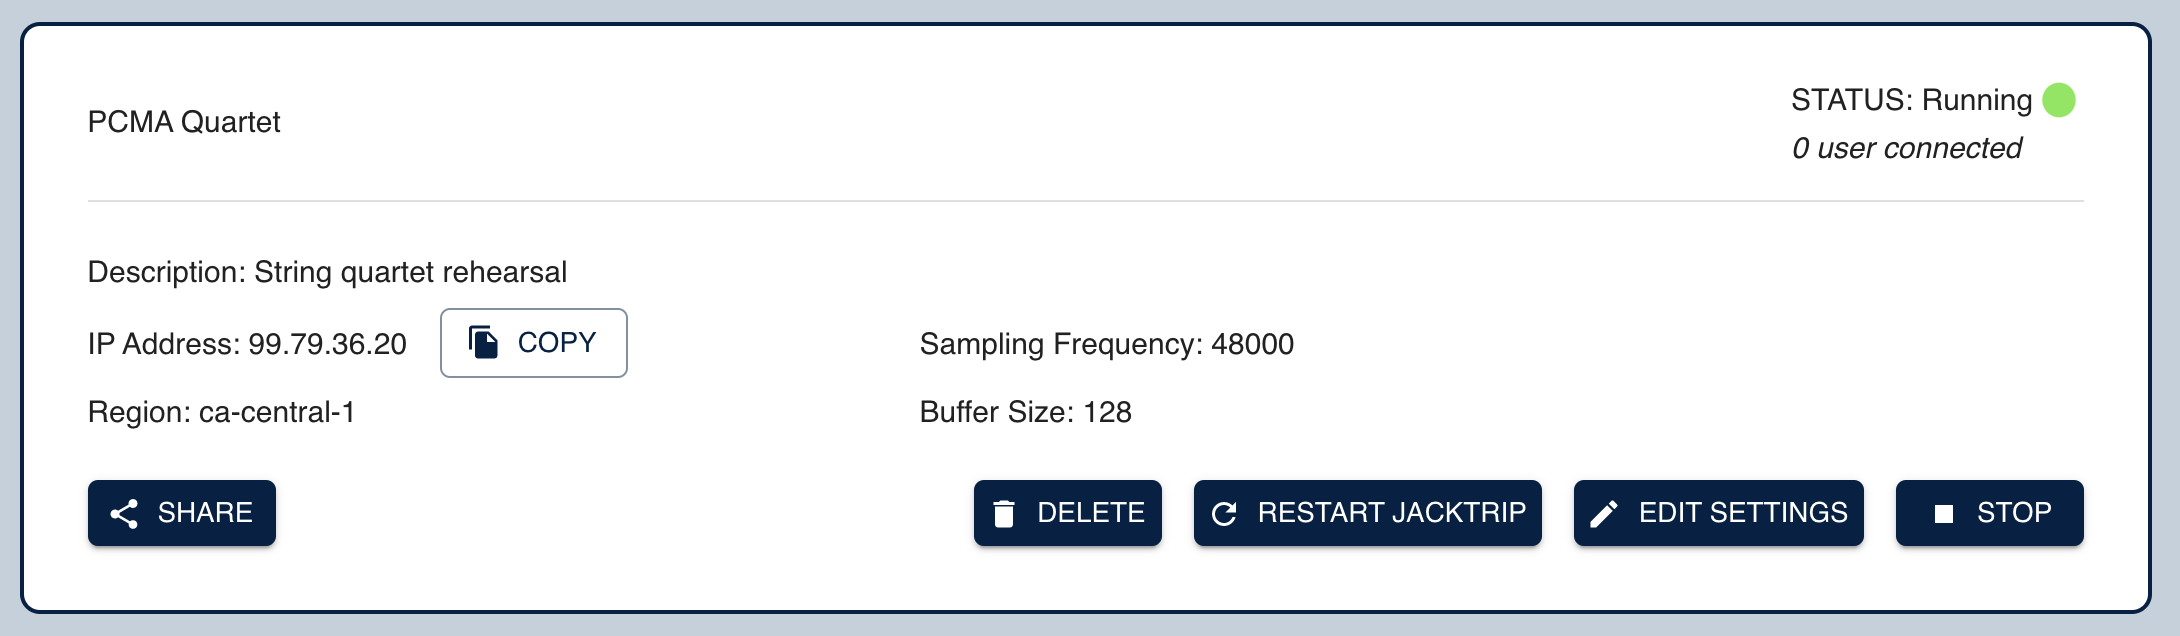 PCMA Quartet
STATUS: Running
0 user connected
Description: String quartet rehearsal
IP Address: 99.79.36.20
COPY
Sampling Frequency: 48000
Region: ca-central-1
Buffer Size: 128
SHARE
DELETE
RESTART JACKTRIP
EDIT SETTINGS
STOP